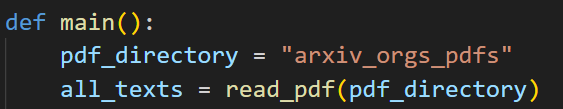 def main():
    pdf_directory = "arxiv_orgs_pdfs"
    all_texts = read_pdf(pdf_directory)